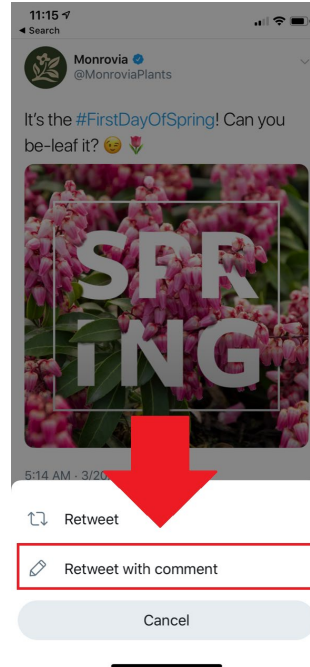 11:15
Search
Monrovia
@MonroviaPlants
It's the #FirstDayOfSpring! Can you
be-leaf it? 😉 🌷
SPR
ING
5:14 AM · 3/20/
Retweet
Retweet with comment
Cancel